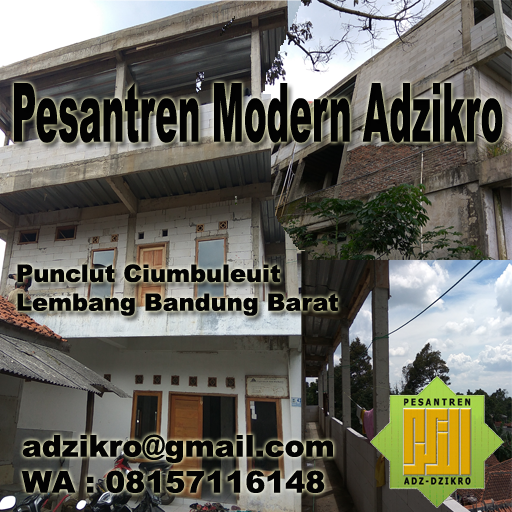 Pesantren Modern Adzikro
Punclut Ciumbuleuit
Lembang Bandung Barat
adzikro@gmail.com
WA : 08157116148
PESANTREN
ADZ-DZIKRO